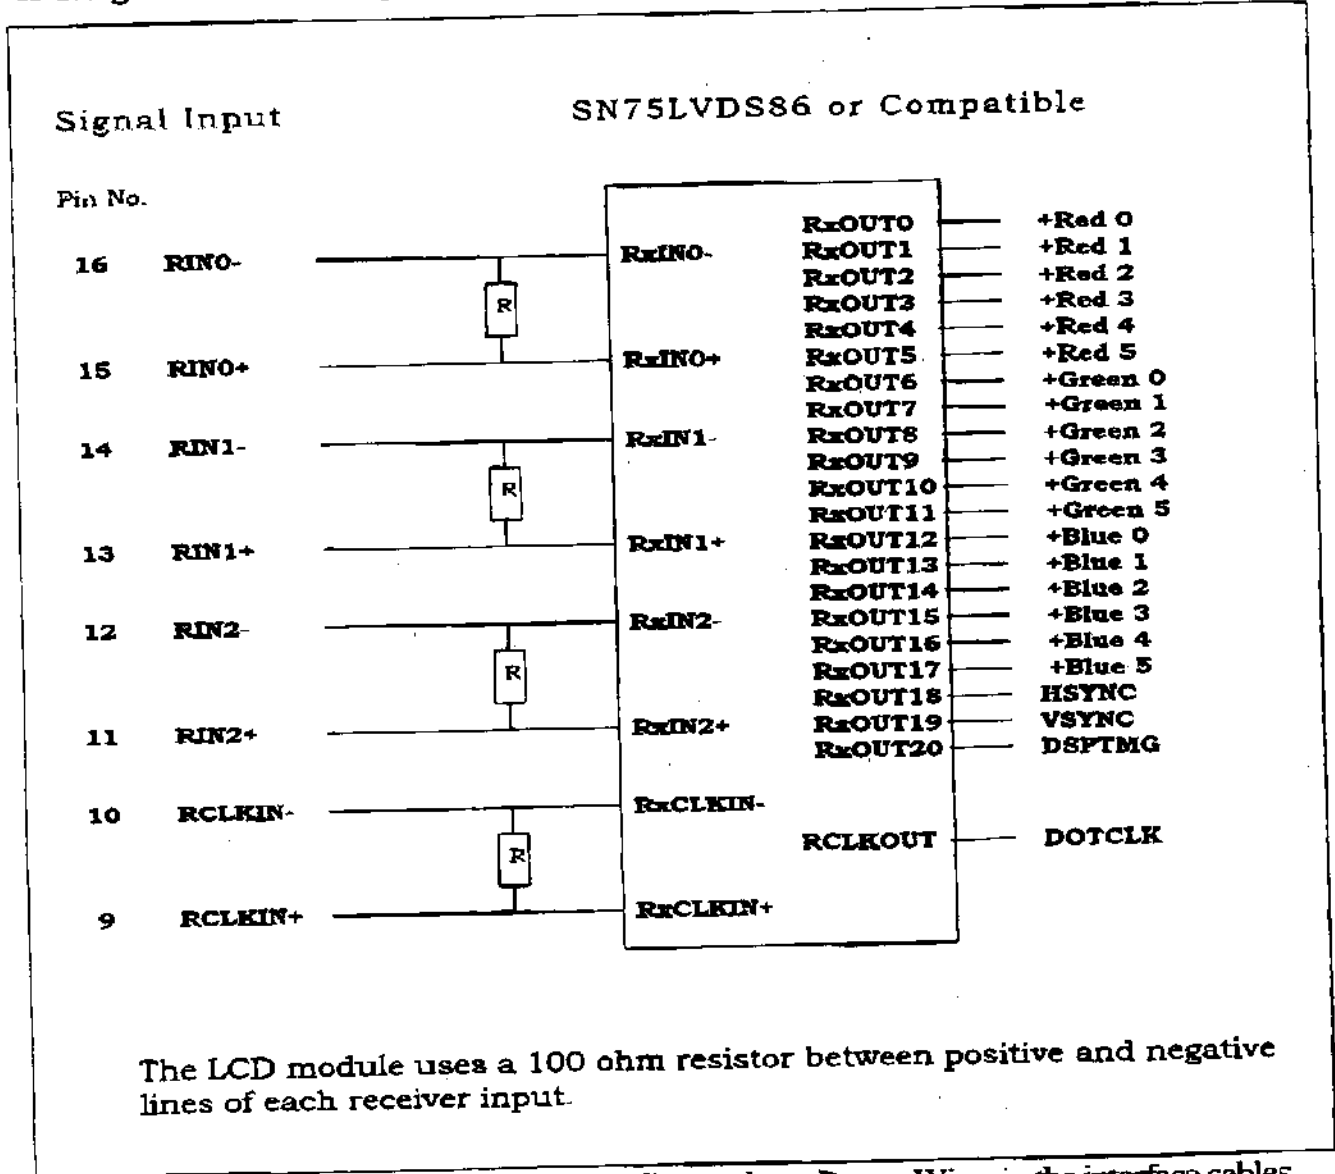 Signal Input
SN75LVDS86 or Compatible
Pin No.
16 RIN0- RxIN0-
R
15 RIN0+ RxIN0+
14 RIN1- RxIN1-
R
13 RIN1+ RxIN1+
12 RIN2- RxIN2-
R
11 RIN2+ RxIN2+
10 RCLKIN- RxCLKIN-
R
9 RCLKIN+ RxCLKIN+
RxOUT0 +Red 0
RxOUT1 +Red 1
RxOUT2 +Red 2
RxOUT3 +Red 3
RxOUT4 +Red 4
RxOUT5 +Red 5
RxOUT6 +Green 0
RxOUT7 +Green 1
RxOUT8 +Green 2
RxOUT9 +Green 3
RxOUT10 +Green 4
RxOUT11 +Green 5
RxOUT12 +Blue 0
RxOUT13 +Blue 1
RxOUT14 +Blue 2
RxOUT15 +Blue 3
RxOUT16 +Blue 4
RxOUT17 +Blue 5
RxOUT18 HSYNC
RxOUT19 VSYNC
RxOUT20 DSPTMG
RCLKOUT DOTCLK
The LCD module uses a 100 ohm resistor between positive and negative
lines of each receiver input.
the interface cables